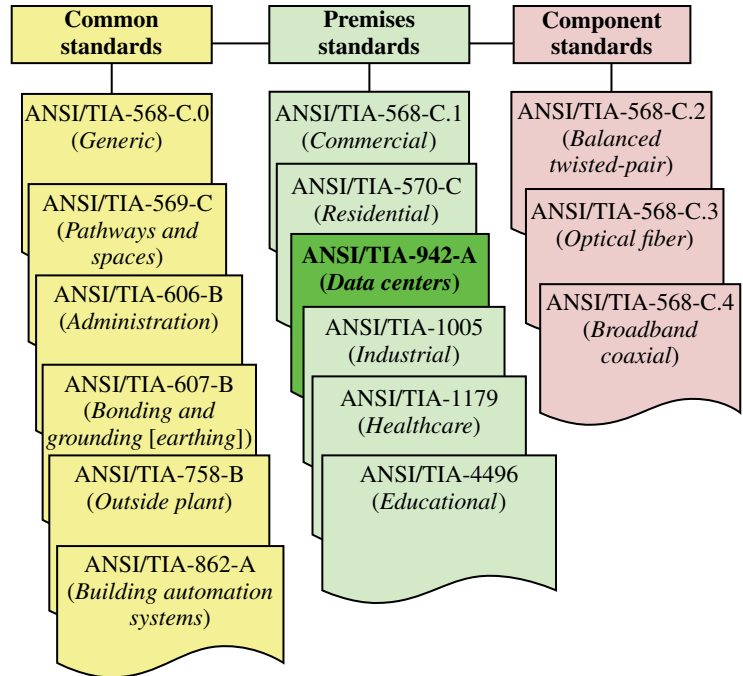 Common
standards
Premises
standards
Component
standards
ANSI/TIA-568-C.0
(Generic)
ANSI/TIA-569-C
(Pathways and
spaces)
ANSI/TIA-606-B
(Administration)
ANSI/TIA-607-B
(Bonding and
grounding [earthing])
ANSI/TIA-758-B
(Outside plant)
ANSI/TIA-862-A
(Building automation
systems)
ANSI/TIA-568-C.1
(Commercial)
ANSI/TIA-570-C
(Residential)
ANSI/TIA-942-A
(Data centers)
ANSI/TIA-1005
(Industrial)
ANSI/TIA-1179
(Healthcare)
ANSI/TIA-4496
(Educational)
ANSI/TIA-568-C.2
(Balanced
twisted-pair)
ANSI/TIA-568-C.3
(Optical fiber)
ANSI/TIA-568-C.4
(Broadband
coaxial)